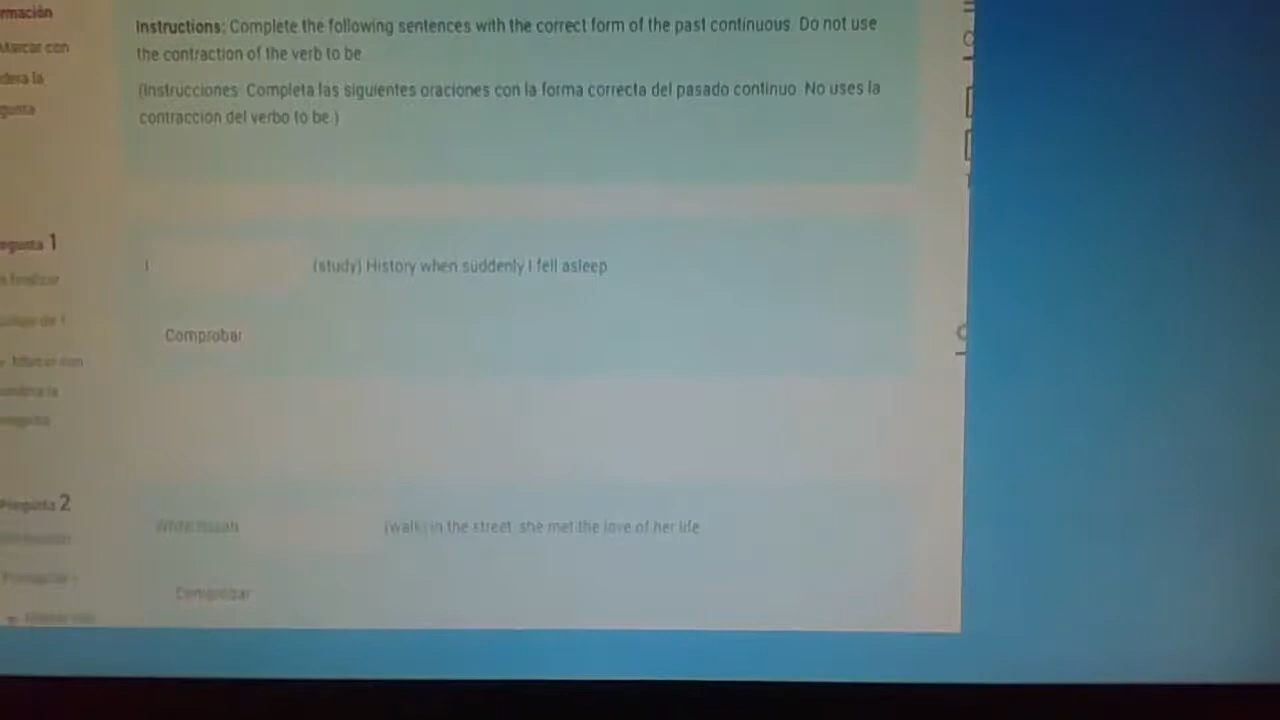 Instructions: Complete the following sentences with the correct form of the past continuous. Do not use
the contraction of the verb to be.
(Instrucciones: Completa las siguientes oraciones con la forma correcta del pasado continuo. No uses la
contracción del verbo to be.)
Marcar con
gunta
1
I (study) History when suddenly I fell asleep
Comprobar
Pregunta 2
(walk) in the street, she met the love of her life
Comprobar